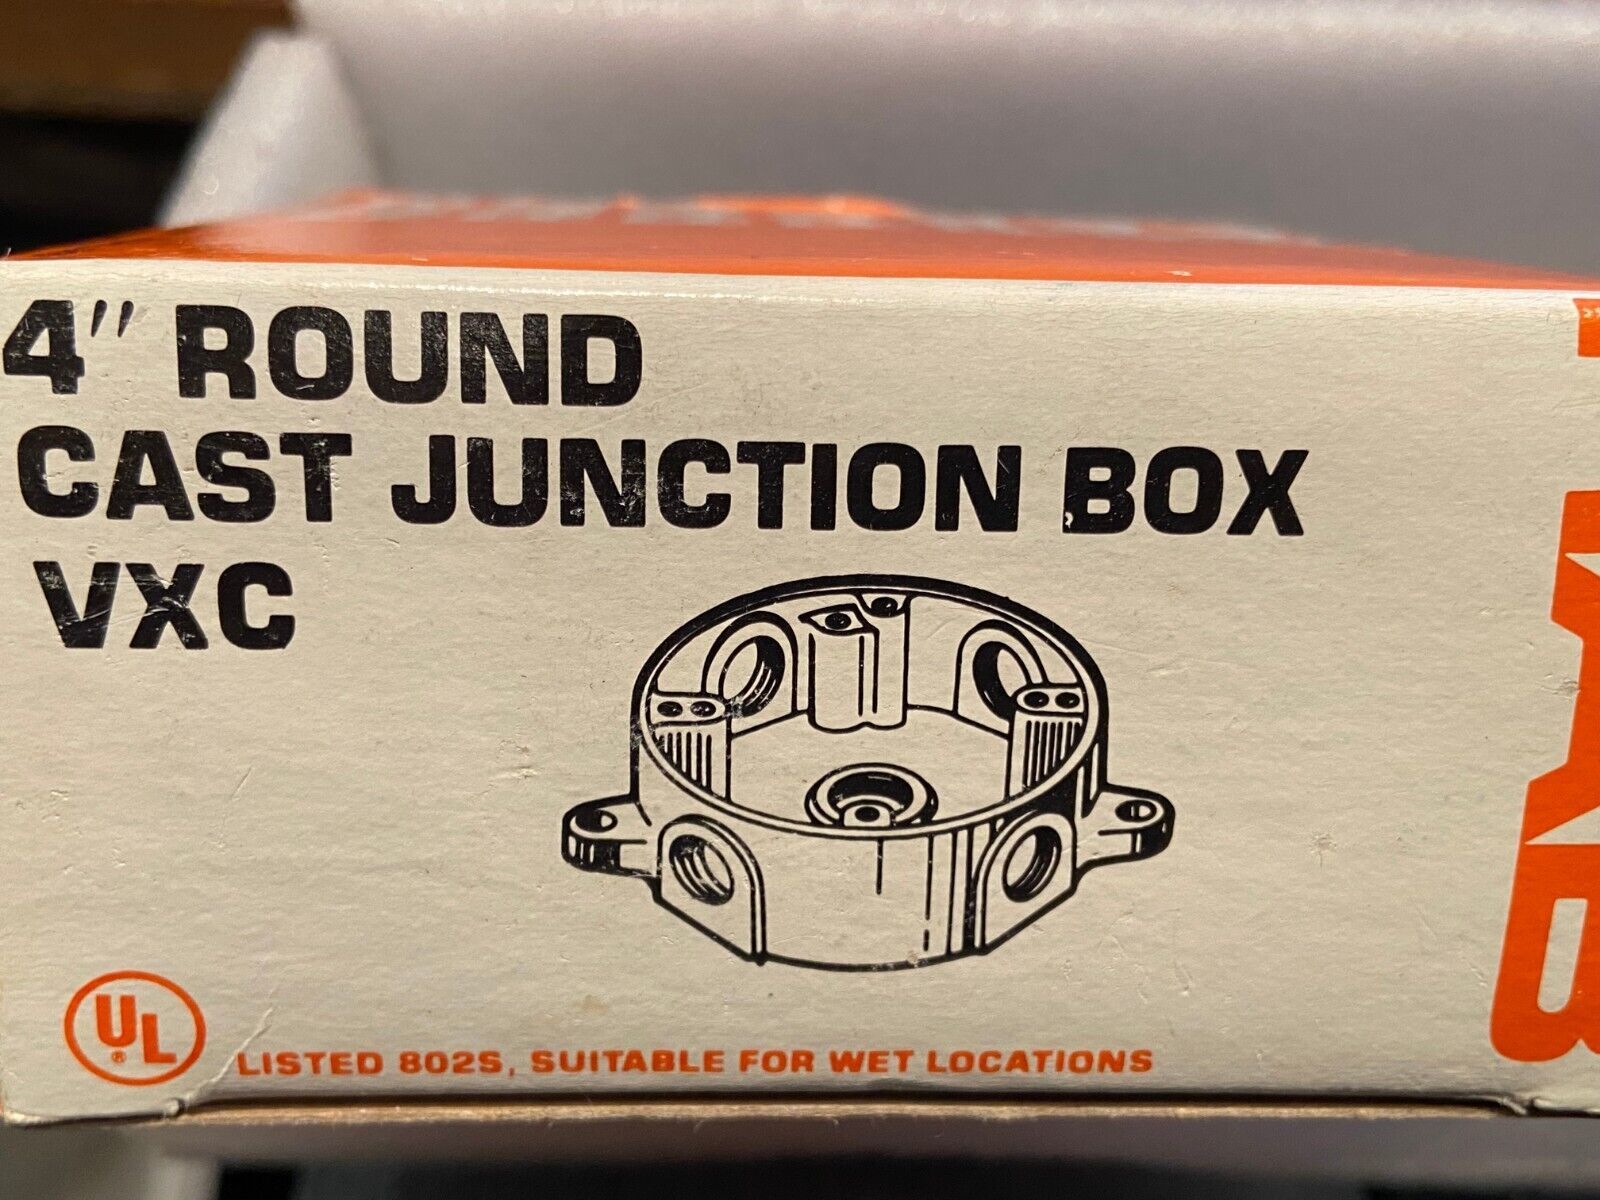 4" ROUND
CAST JUNCTION BOX
VXC
UL ®
LISTED 802S, SUITABLE FOR WET LOCATIONS